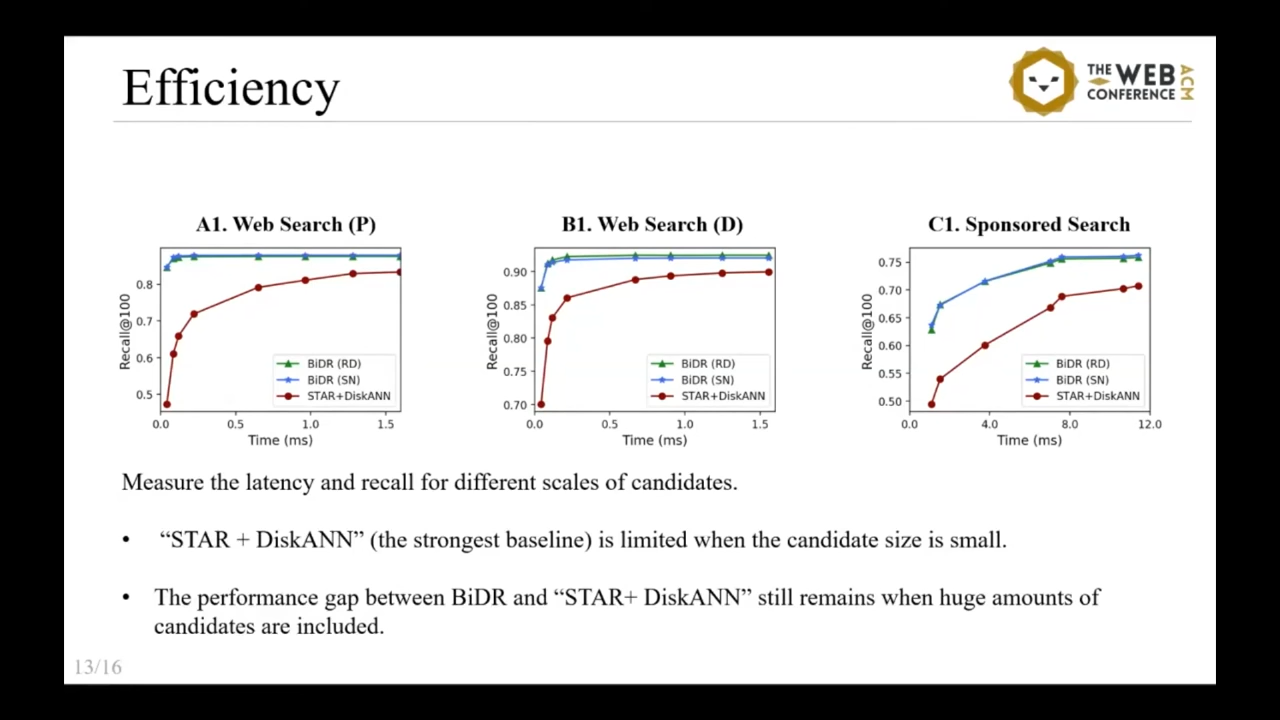 Efficiency
THE WEB CONFERENCE ACM
A1. Web Search (P)
Recall@100
0.8
0.7
0.6
0.5
0.0 0.5 1.0 1.5
Time (ms)
BiDR (RD)
BiDR (SN)
STAR+DiskANN
B1. Web Search (D)
Recall@100
0.90
0.85
0.80
0.75
0.70
0.0 0.5 1.0 1.5
Time (ms)
BiDR (RD)
BiDR (SN)
STAR+DiskANN
C1. Sponsored Search
Recall@100
0.75
0.70
0.65
0.60
0.55
0.50
0.0 4.0 8.0 12.0
Time (ms)
BiDR (RD)
BiDR (SN)
STAR+DiskANN
Measure the latency and recall for different scales of candidates.
• “STAR + DiskANN” (the strongest baseline) is limited when the candidate size is small.
• The performance gap between BiDR and “STAR+ DiskANN” still remains when huge amounts of
candidates are included.
13/16